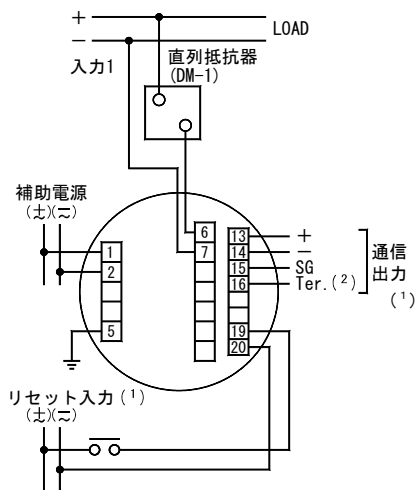 +
−
LOAD
入力1
直列抵抗器
(DM-1)
補助電源
(±)(∓)
1
2
5
6
7
13
14
15
16
19
20
+
−
SG
Ter.(²)
通信
出力
(¹)
リセット入力(¹)
(±)(∓)